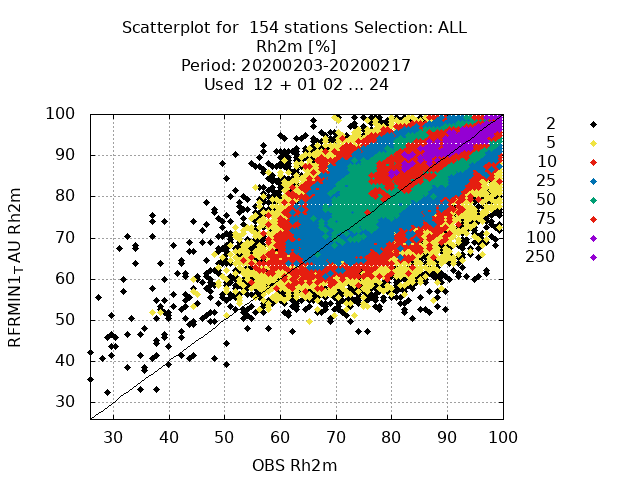 Scatterplot for  154 stations Selection: ALL
Rh2m [%]
Period: 20200203-20200217
Used  12 + 01 02 ... 24
RFRMIN1_T AU Rh2m
100
90
80
70
60
50
40
30
30 40 50 60 70 80 90 100
OBS Rh2m
2
5
10
25
50
75
100
250